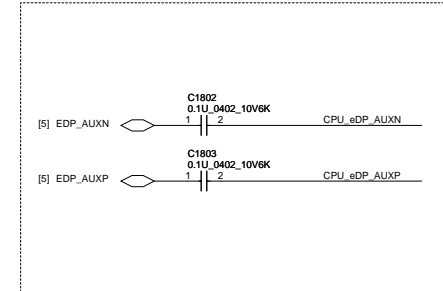 C1802
0.1U_0402_10V6K
[5] EDP_AUXN 1 2 CPU_eDP_AUXN
C1803
0.1U_0402_10V6K
[5] EDP_AUXP 1 2 CPU_eDP_AUXP